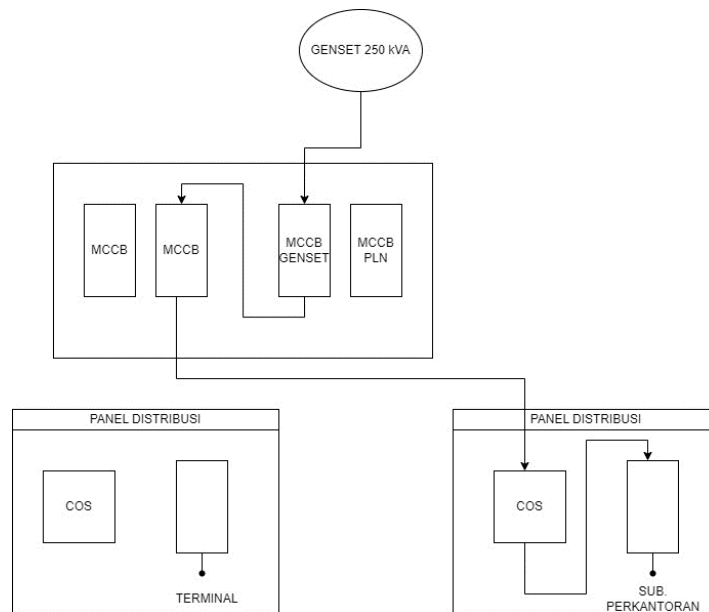 GENSET 250 kVA
MCCB
MCCB
MCCB
GENSET
MCCB
PLN
PANEL DISTRIBUSI
COS
TERMINAL
PANEL DISTRIBUSI
COS
SUB.
PERKANTORAN